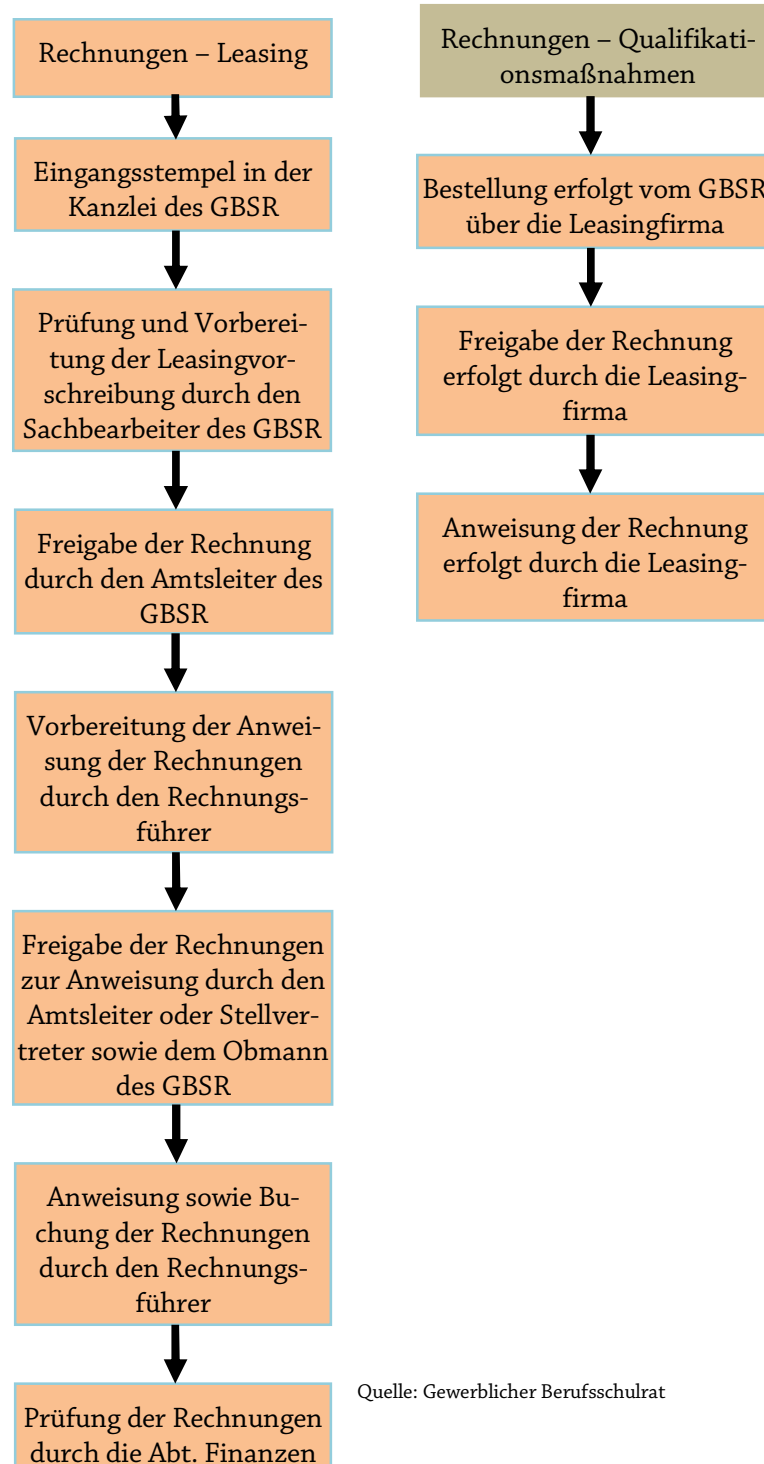 Rechnungen – Leasing
Eingangsstempel in der
Kanzlei des GBSR
Prüfung und Vorberei-
tung der Leasingvor-
schreibung durch den
Sachbearbeiter des GBSR
Freigabe der Rechnung
durch den Amtsleiter des
GBSR
Vorbereitung der Anwei-
sung der Rechnungen
durch den Rechnungs-
führer
Freigabe der Rechnungen
zur Anweisung durch den
Amtsleiter oder Stellver-
treter sowie dem Obmann
des GBSR
Anweisung sowie Bu-
chung der Rechnungen
durch den Rechnungs-
führer
Prüfung der Rechnungen
durch die Abt. Finanzen
Rechnungen – Qualifikati-
onsmaßnahmen
Bestellung erfolgt vom GBSR
über die Leasingfirma
Freigabe der Rechnung
erfolgt durch die Leasing-
firma
Anweisung der Rechnung
erfolgt durch die Leasing-
firma
Quelle: Gewerblicher Berufsschulrat